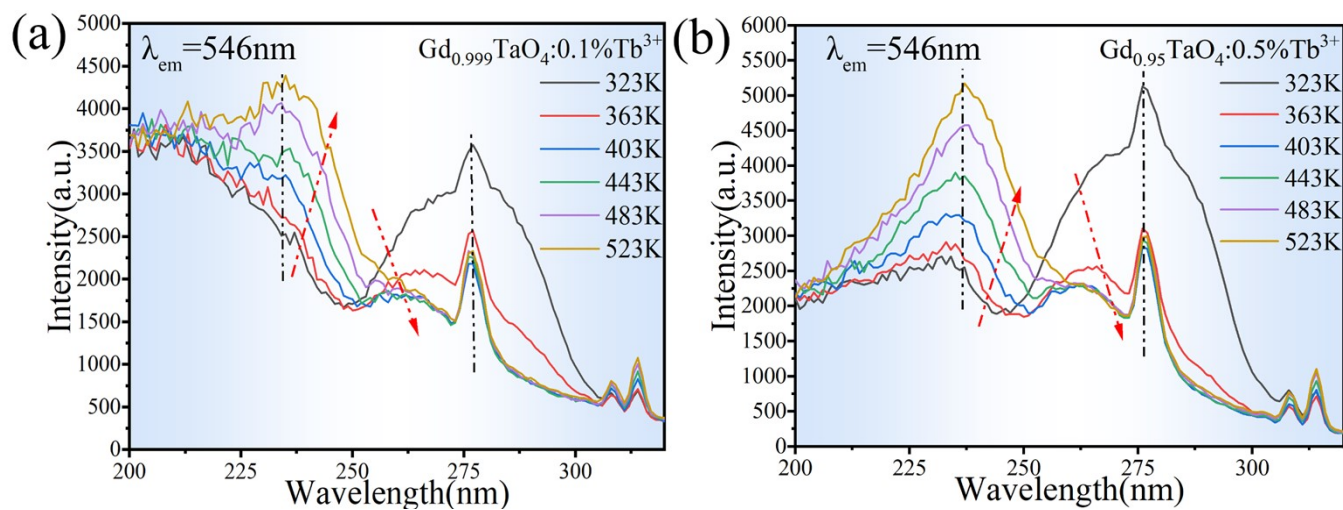 (a)
λem=546nm
Gd0.999TaO4:0.1%Tb3+
323K
363K
403K
443K
483K
523K
Intensity(a.u.)
5000
4500
4000
3500
3000
2500
2000
1500
1000
500
0
200
225
250
275
300
Wavelength(nm)
(b)
λem=546nm
Gd0.95TaO4:0.5%Tb3+
323K
363K
403K
443K
483K
523K
Intensity(a.u.)
6000
5500
5000
4500
4000
3500
3000
2500
2000
1500
1000
500
0
200
225
250
275
300
Wavelength(nm)